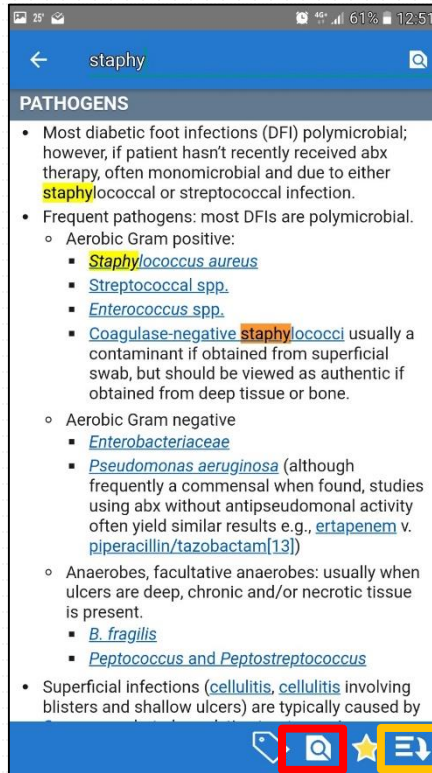 25° 4G+ 61% 12:51
staphy
PATHOGENS
• Most diabetic foot infections (DFI) polymicrobial;
however, if patient hasn't recently received abx
therapy, often monomicrobial and due to either
staphylococcal or streptococcal infection.
• Frequent pathogens: most DFIs are polymicrobial.
◦ Aerobic Gram positive:
▪ Staphylococcus aureus
▪ Streptococcal spp.
▪ Enterococcus spp.
▪ Coagulase-negative staphylococci usually a
contaminant if obtained from superficial
swab, but should be viewed as authentic if
obtained from deep tissue or bone.
◦ Aerobic Gram negative
▪ Enterobacteriaceae
▪ Pseudomonas aeruginosa (although
frequently a commensal when found, studies
using abx without antipseudomonal activity
often yield similar results e.g., ertapenem v.
piperacillin/tazobactam[13])
◦ Anaerobes, facultative anaerobes: usually when
ulcers are deep, chronic and/or necrotic tissue
is present.
▪ B. fragilis
▪ Peptococcus and Peptostreptococcus
• Superficial infections (cellulitis, cellulitis involving
blisters and shallow ulcers) are typically caused by